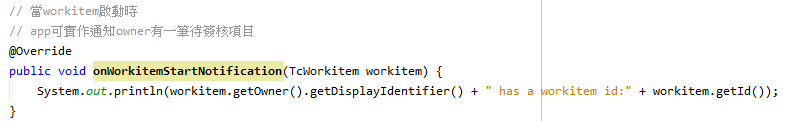 // 當workitem啟動時
// app可實作通知owner有一筆待簽核項目
@Override
public void onWorkitemStartNotification(TcWorkitem workitem) {
    System.out.println(workitem.getOwner().getDisplayIdentifier() + " has a workitem id:" + workitem.getId());
}